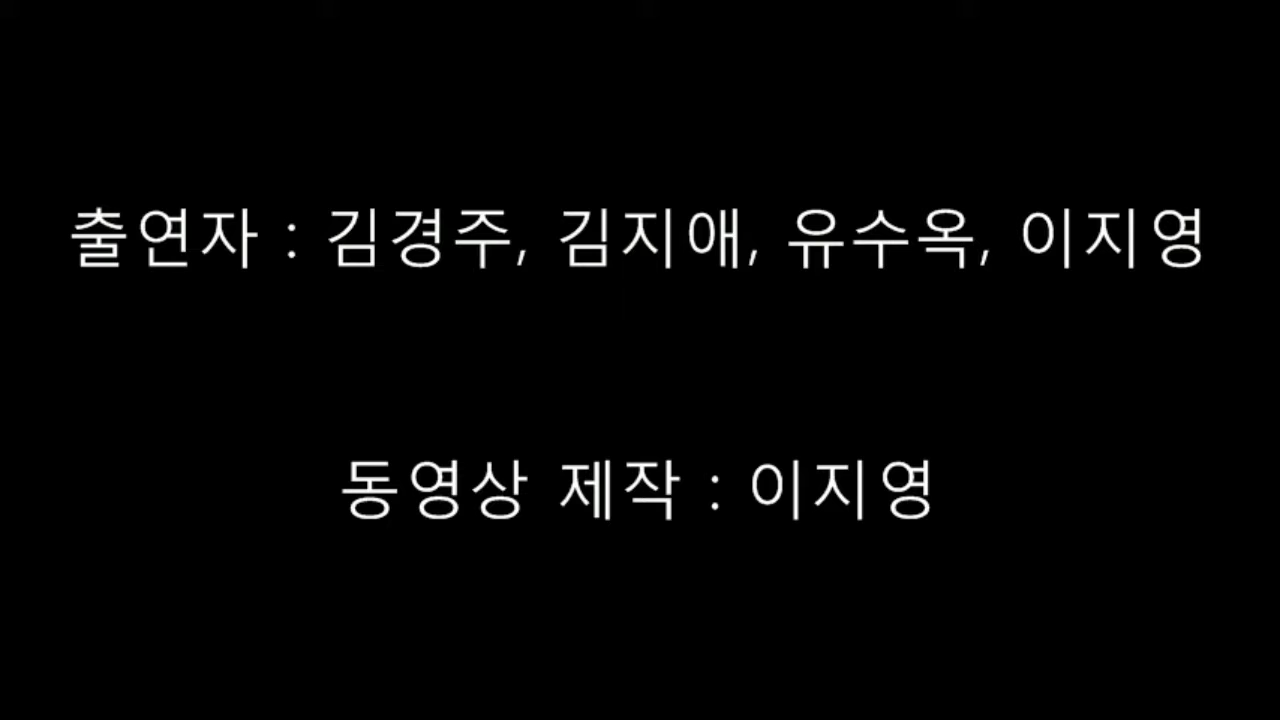 출연자 : 김경주, 김지애, 유수옥, 이지영
동영상 제작 : 이지영